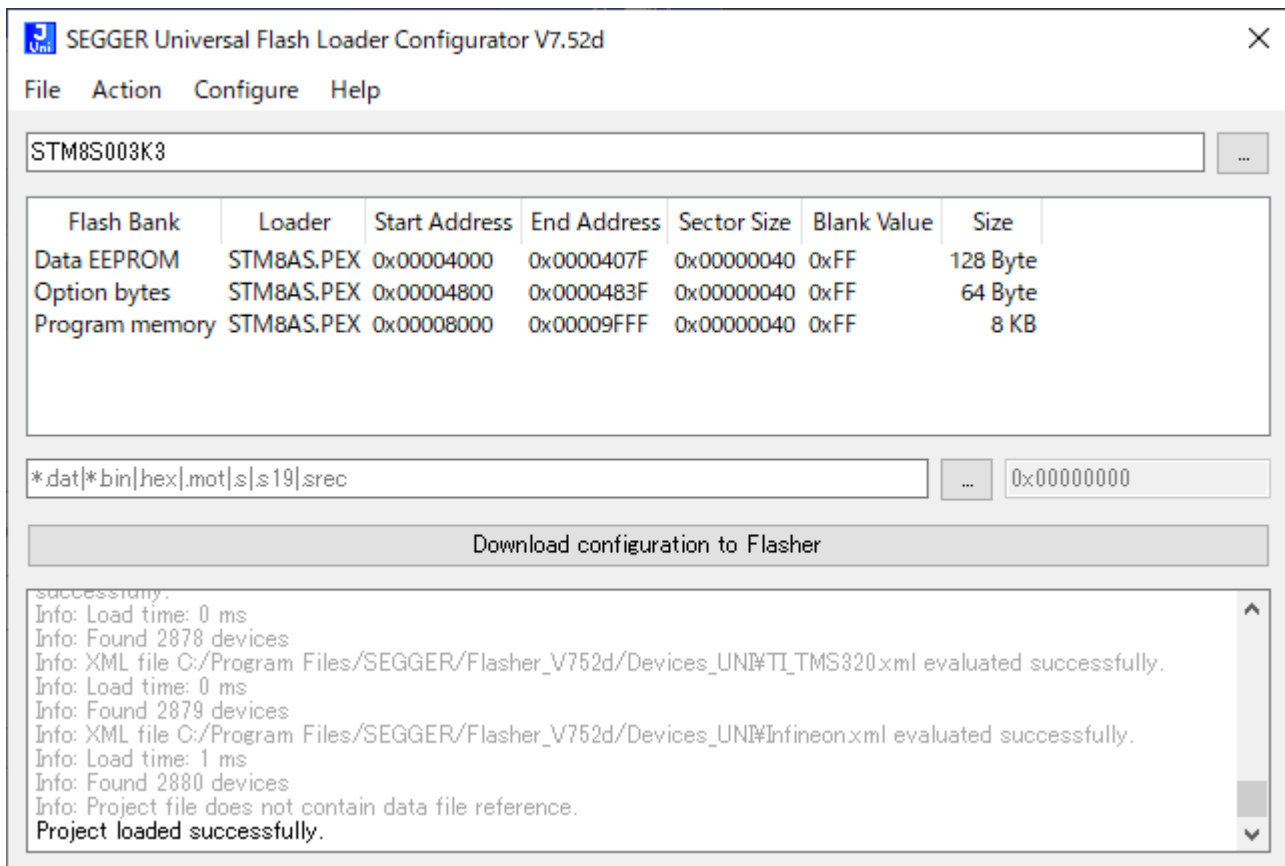 J
Uni
SEGGER Universal Flash Loader Configurator V7.52d
File Action Configure Help
STM8S003K3
...
Flash Bank Loader Start Address End Address Sector Size Blank Value Size
Data EEPROM STM8AS.PEX 0x00004000 0x0000407F 0x00000040 0xFF 128 Byte
Option bytes STM8AS.PEX 0x00004800 0x0000483F 0x00000040 0xFF 64 Byte
Program memory STM8AS.PEX 0x00008000 0x00009FFF 0x00000040 0xFF 8 KB
*.dat|*.bin|.hex|.mot|.s|.s19|.srec ... 0x00000000
Download configuration to Flasher
successfully.
Info: Load time: 0 ms
Info: Found 2878 devices
Info: XML file C:/Program Files/SEGGER/Flasher_V752d/Devices_UNI¥TI_TMS320.xml evaluated successfully.
Info: Load time: 0 ms
Info: Found 2879 devices
Info: XML file C:/Program Files/SEGGER/Flasher_V752d/Devices_UNI¥Infineon.xml evaluated successfully.
Info: Load time: 1 ms
Info: Found 2880 devices
Info: Project file does not contain data file reference.
Project loaded successfully.